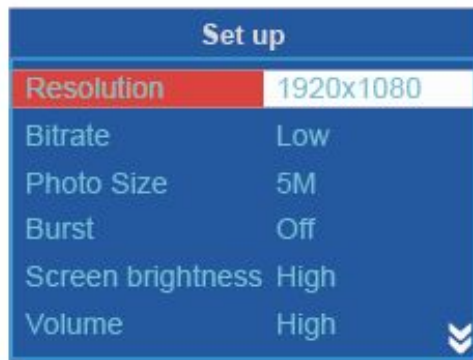 Set up
Resolution 1920x1080
Bitrate Low
Photo Size 5M
Burst Off
Screen brightness High
Volume High